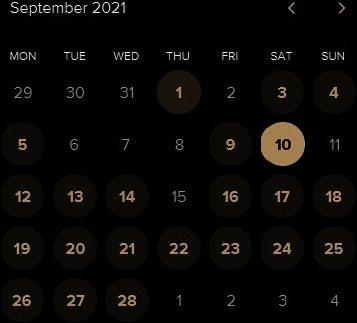 September 2021 < >
MON TUE WED THU FRI SAT SUN
29 30 31 1 2 3 4
5 6 7 8 9 10 11
12 13 14 15 16 17 18
19 20 21 22 23 24 25
26 27 28 1 2 3 4